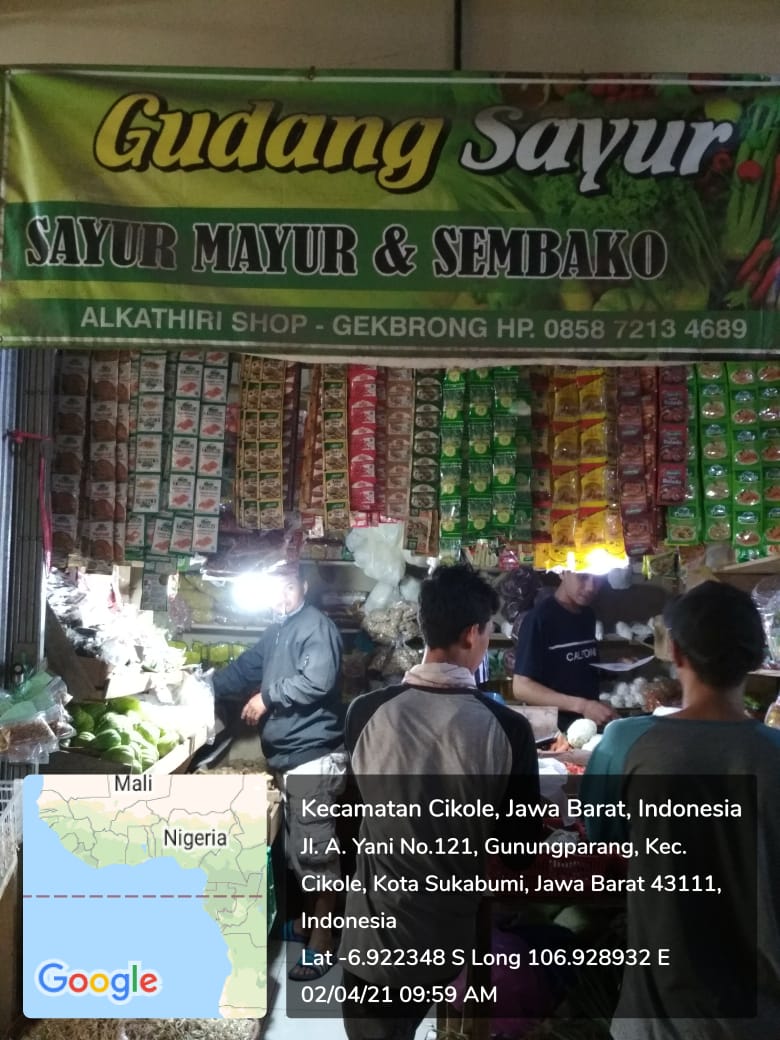 Gudang Sayur
SAYUR MAYUR & SEMBAKO
ALKATHIRI SHOP - GEKBRONG HP. 0858 7213 4689
Mali
Nigeria
Google
Kecamatan Cikole, Jawa Barat, Indonesia
Jl. A. Yani No.121, Gunungparang, Kec.
Cikole, Kota Sukabumi, Jawa Barat 43111,
Indonesia
Lat -6.922348 S Long 106.928932 E
02/04/21 09:59 AM